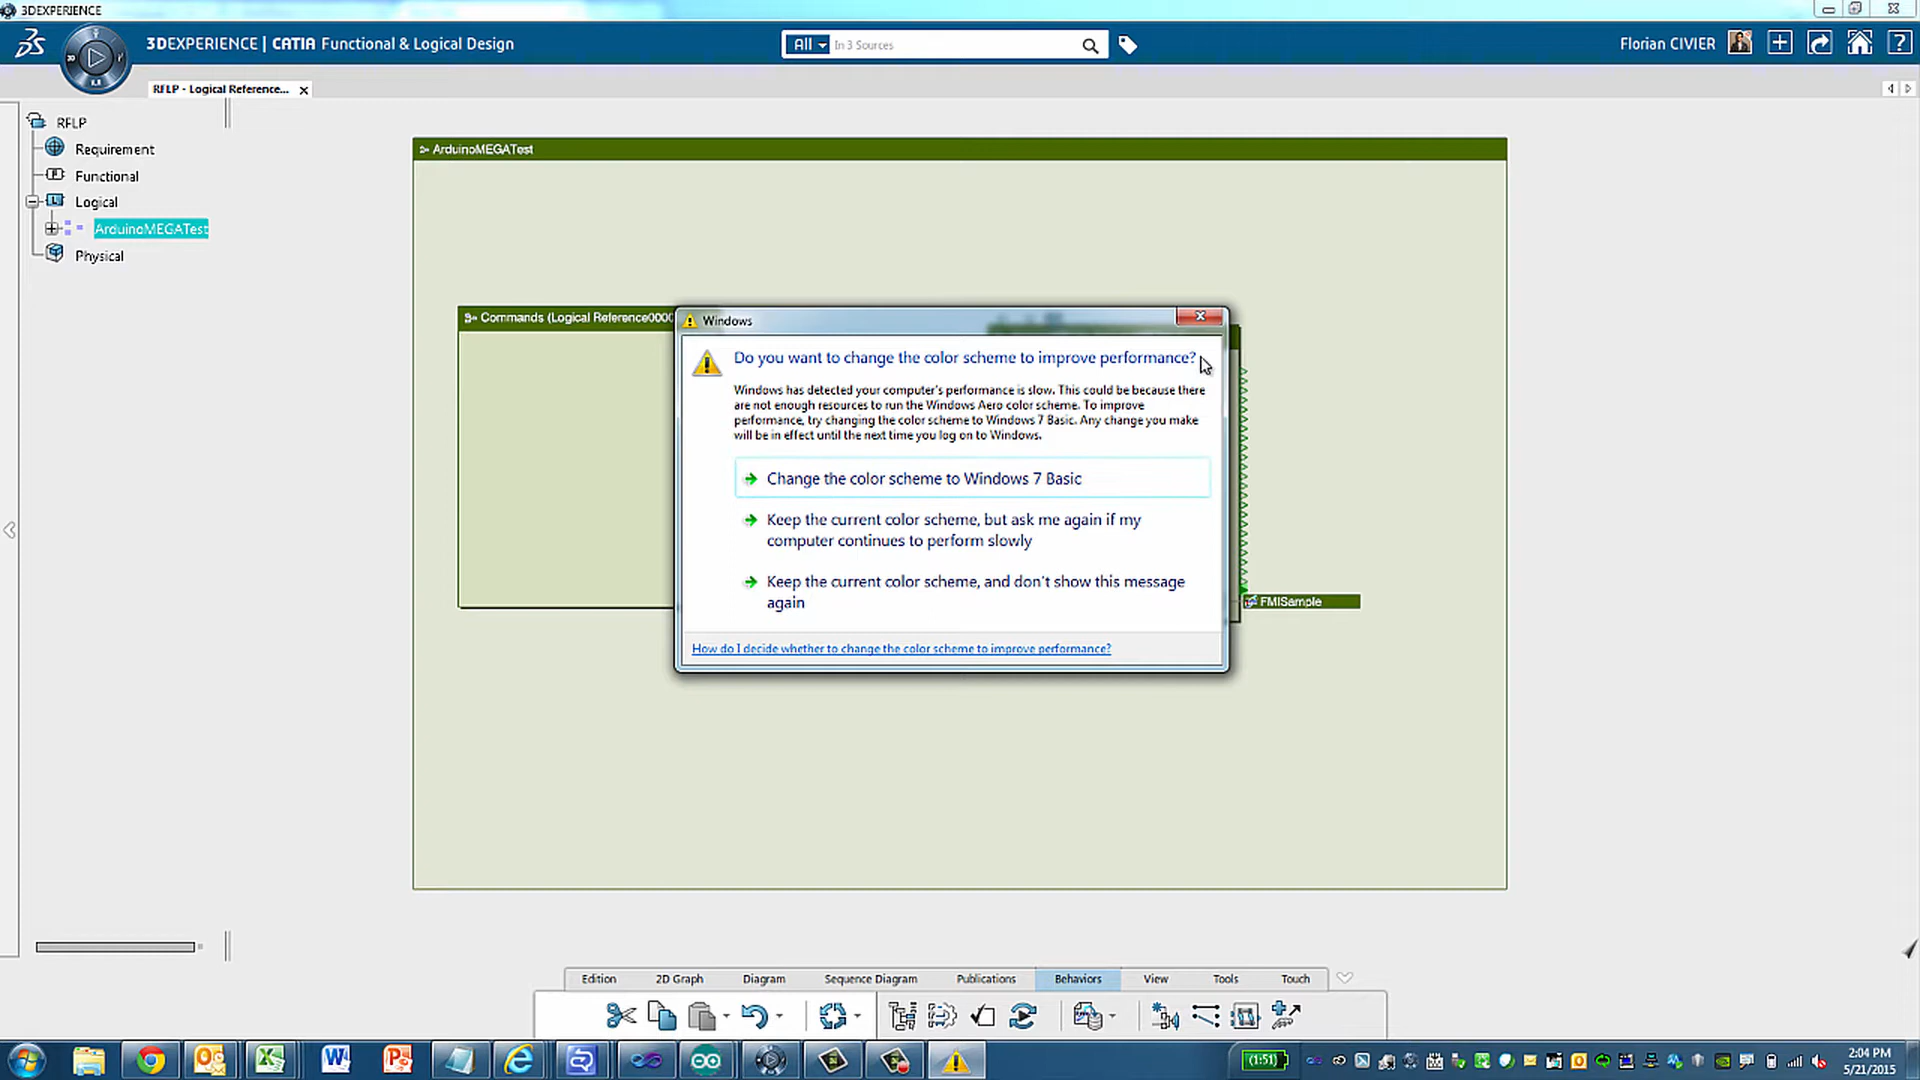 3DEXPERIENCE
3DEXPERIENCE | CATIA Functional & Logical Design
All
In 3 Sources
Florian CIVIER
RFLP - Logical Reference...
RFLP
Requirement
Functional
Logical
ArduinoMEGATest
Physical
ArduinoMEGATest
Commands (Logical Reference0000
Windows
Do you want to change the color scheme to improve performance?
Windows has detected your computer's performance is slow. This could be because there
are not enough resources to run the Windows Aero color scheme. To improve
performance, try changing the color scheme to Windows 7 Basic. Any change you make
will be in effect until the next time you log on to Windows.
Change the color scheme to Windows 7 Basic
Keep the current color scheme, but ask me again if my
computer continues to perform slowly
Keep the current color scheme, and don't show this message
again
How do I decide whether to change the color scheme to improve performance?
FMISample
Edition
2D Graph
Diagram
Sequence Diagram
Publications
Behaviors
View
Tools
Touch
(1:51)
2:04 PM
5/21/2015